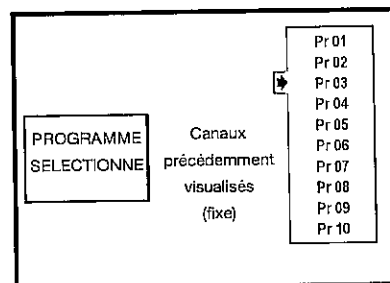 PROGRAMME
SELECTIONNE
Canaux
précédemment
visualisés
(fixe)
Pr 01
Pr 02
Pr 03
Pr 04
Pr 05
Pr 06
Pr 07
Pr 08
Pr 09
Pr 10